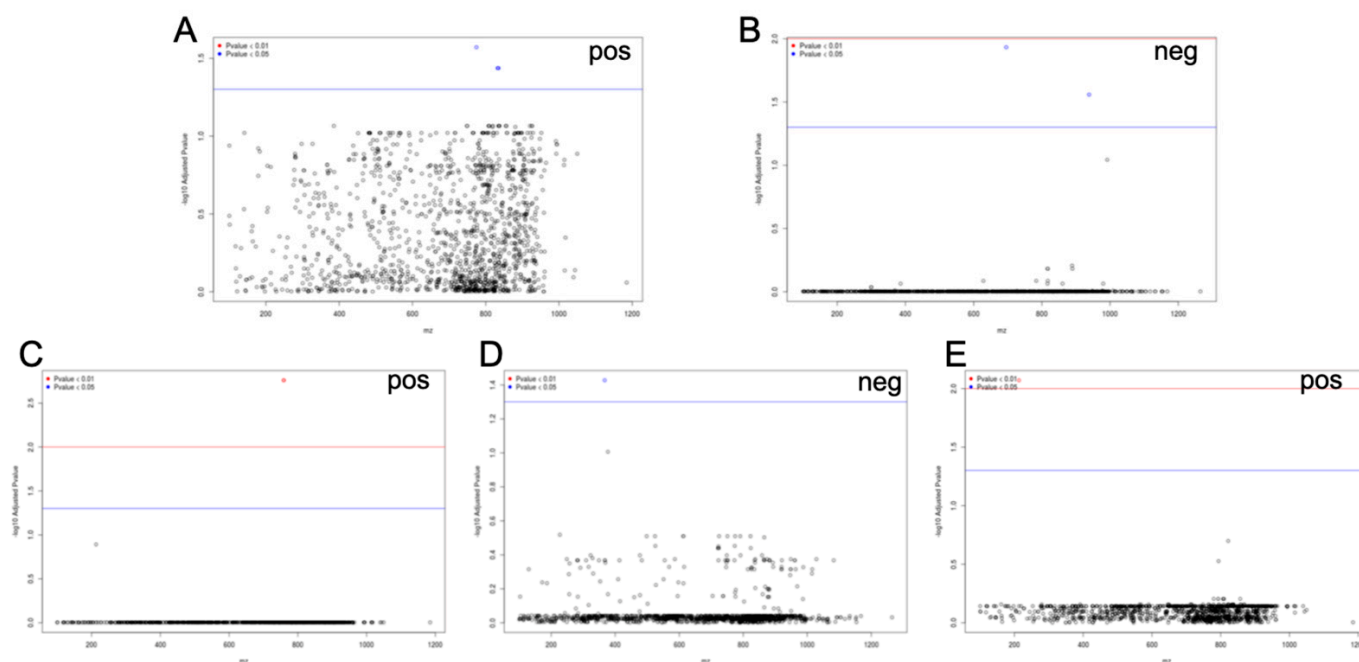 A
pos
Pvalue < 0.01
Pvalue < 0.05
-log10 Adjusted Pvalue
0.0 0.5 1.0 1.5
200 400 600 800 1000 1200
mz
B
neg
Pvalue < 0.01
Pvalue < 0.05
-log10 Adjusted Pvalue
0.0 0.5 1.0 1.5 2.0
200 400 600 800 1000 1200
mz
C
pos
Pvalue < 0.01
Pvalue < 0.05
-log10 Adjusted Pvalue
0.0 0.5 1.0 1.5 2.0 2.5
200 400 600 800 1000 1200
mz
D
neg
Pvalue < 0.01
Pvalue < 0.05
-log10 Adjusted Pvalue
0.0 0.2 0.4 0.6 0.8 1.0 1.2 1.4
200 400 600 800 1000 1200
mz
E
pos
Pvalue < 0.01
Pvalue < 0.05
-log10 Adjusted Pvalue
0.0 0.5 1.0 1.5 2.0
200 400 600 800 1000 1200
mz